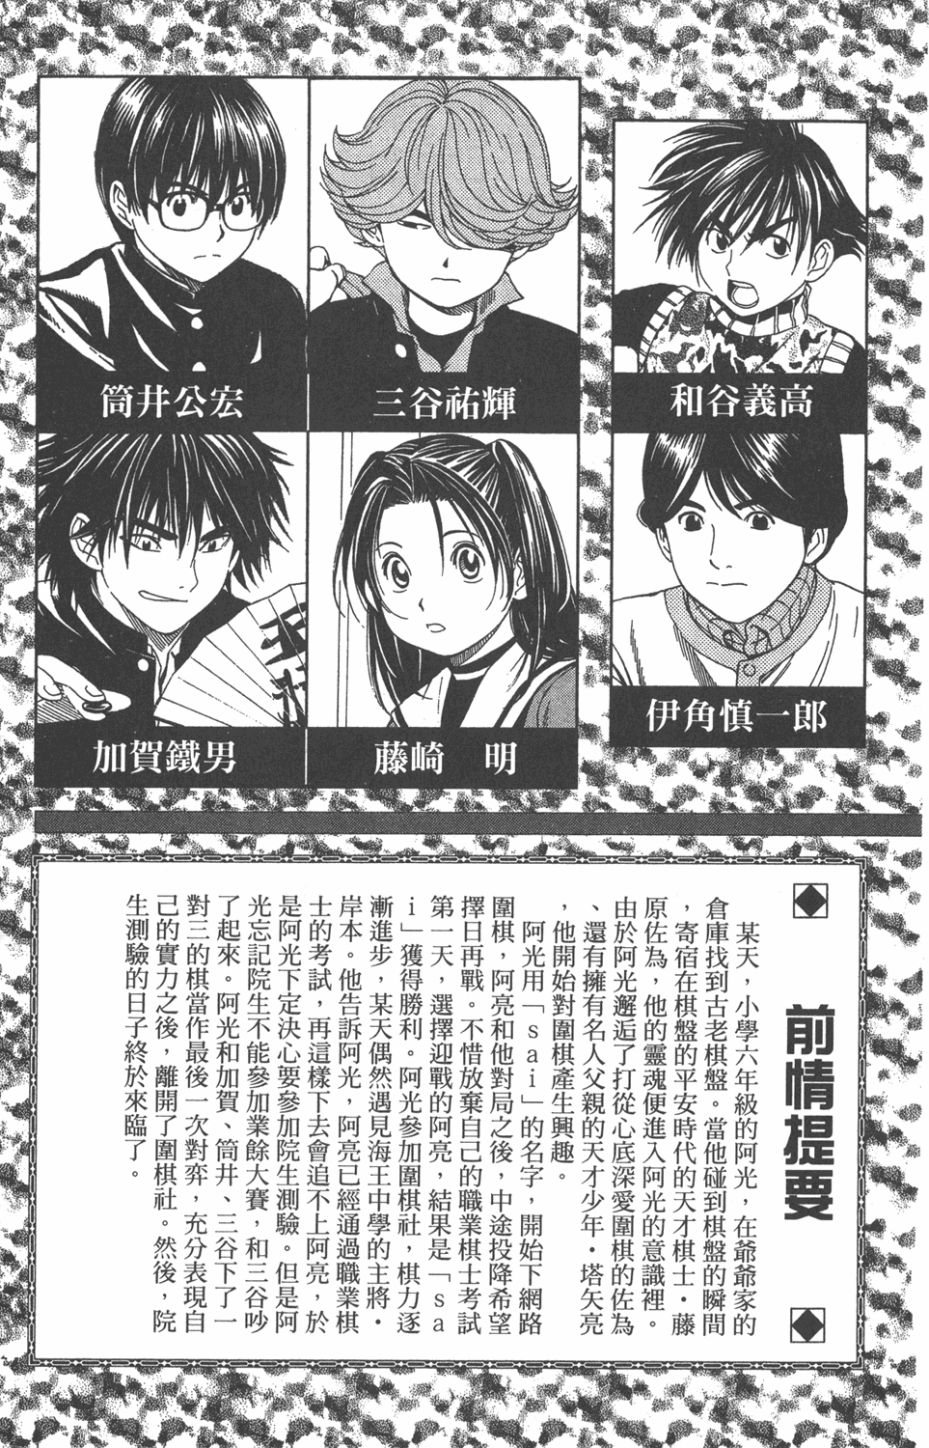 筒井公宏
三谷祐輝
和谷義高
加賀鐵男
藤崎　明
伊角慎一郎
前情提要
某天，小學六年級的阿光，在爺爺家的
倉庫找到古老棋盤。當他碰到棋盤的瞬間
，寄宿在棋盤的平安時代的天才棋士・藤
原佐為，他的靈魂便進入阿光的意識裡。
由於阿光邂逅了打從心底深愛圍棋的佐為
、還有擁有名人父親的天才少年・塔矢亮
，他開始對圍棋產生興趣。
阿光用「sai」的名字，開始下網路
圍棋，阿亮和他對局之後，中途投降希望
擇日再戰。不惜放棄自己的職業棋士考試
第一天，選擇迎戰的阿亮，結果是「sa
i」獲得勝利。阿光參加圍棋社，棋力逐
漸進步，某天偶然遇見海王中學的主將・
岸本。他告訴阿光，阿亮已經通過職業棋
士的考試，再這樣下去會追不上阿亮，於
是阿光下定決心要參加院生測驗。但是阿
光忘記院生不能參加業餘大賽，和三谷吵
了起來。阿光和加賀、筒井、三谷下了一
對三的棋當作最後一次對弈，充分表現自
己的實力之後，離開了圍棋社。然後，院
生測驗的日子終於來臨了。